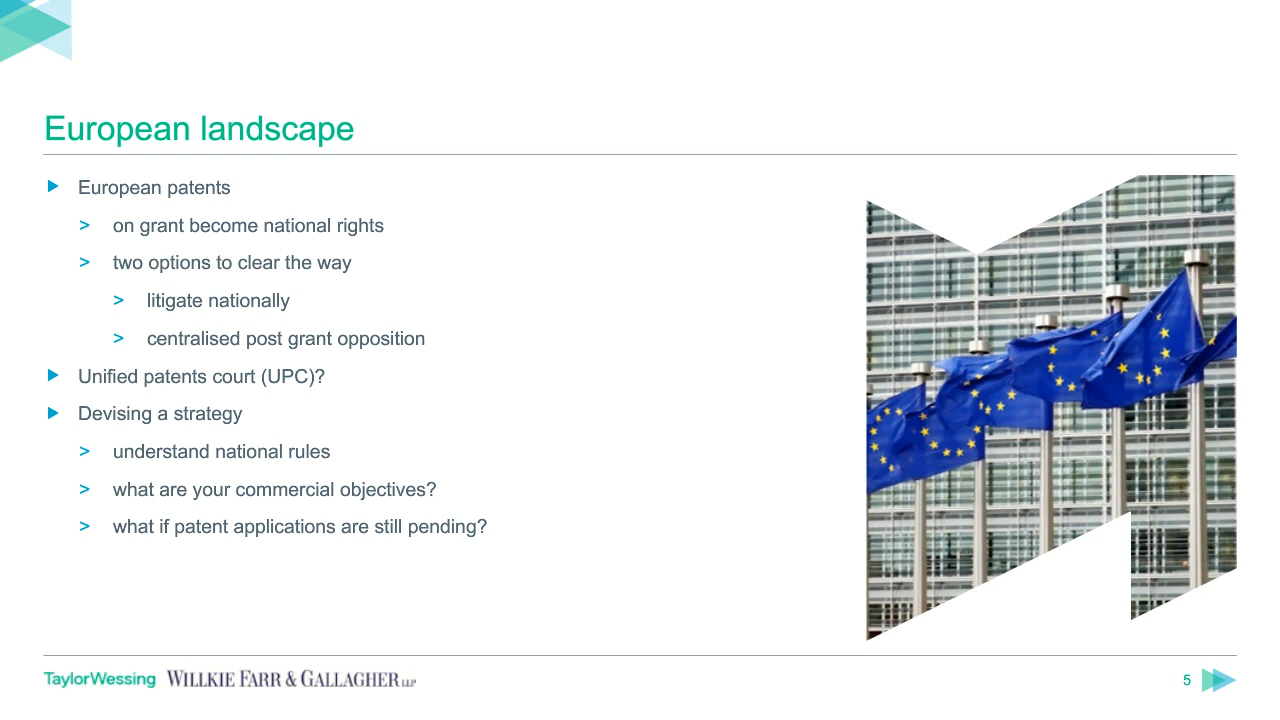 European landscape
European patents
> on grant become national rights
> two options to clear the way
> litigate nationally
> centralised post grant opposition
Unified patents court (UPC)?
Devising a strategy
> understand national rules
> what are your commercial objectives?
> what if patent applications are still pending?
TaylorWessing WILLKIE FARR & GALLAGHER LLP
5